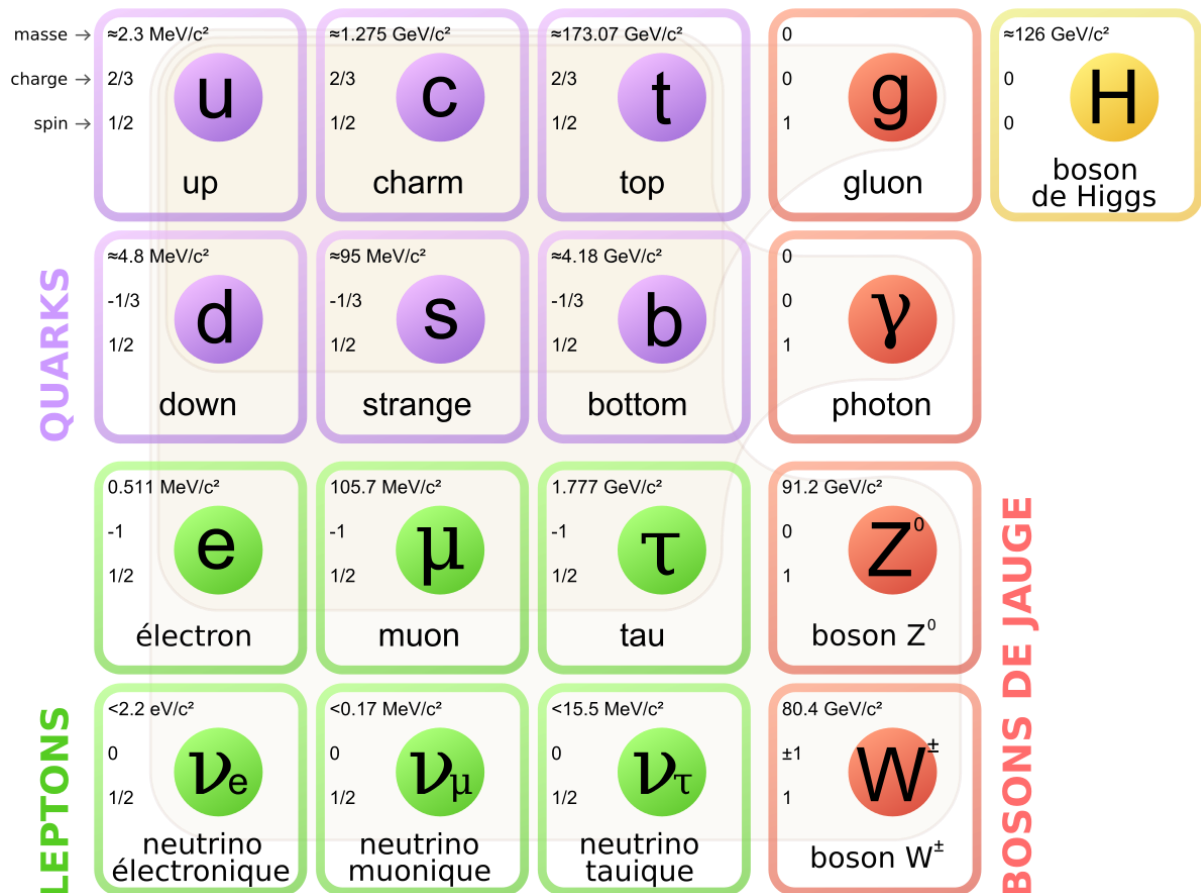 masse →
charge →
spin →
≈2.3 MeV/c²
2/3
1/2
u
up
≈1.275 GeV/c²
2/3
1/2
c
charm
≈173.07 GeV/c²
2/3
1/2
t
top
0
0
1
g
gluon
≈126 GeV/c²
0
0
H
boson
de Higgs
QUARKS
≈4.8 MeV/c²
-1/3
1/2
d
down
≈95 MeV/c²
-1/3
1/2
s
strange
≈4.18 GeV/c²
-1/3
1/2
b
bottom
0
0
1
γ
photon
0.511 MeV/c²
-1
1/2
e
électron
105.7 MeV/c²
-1
1/2
μ
muon
1.777 GeV/c²
-1
1/2
τ
tau
91.2 GeV/c²
0
1
Z⁰
boson Z⁰
BOSONS DE JAUGE
LEPTONS
<2.2 eV/c²
0
1/2
νe
neutrino
électronique
<0.17 MeV/c²
0
1/2
νμ
neutrino
muonique
<15.5 MeV/c²
0
1/2
ντ
neutrino
tauique
80.4 GeV/c²
±1
1
W±
boson W±